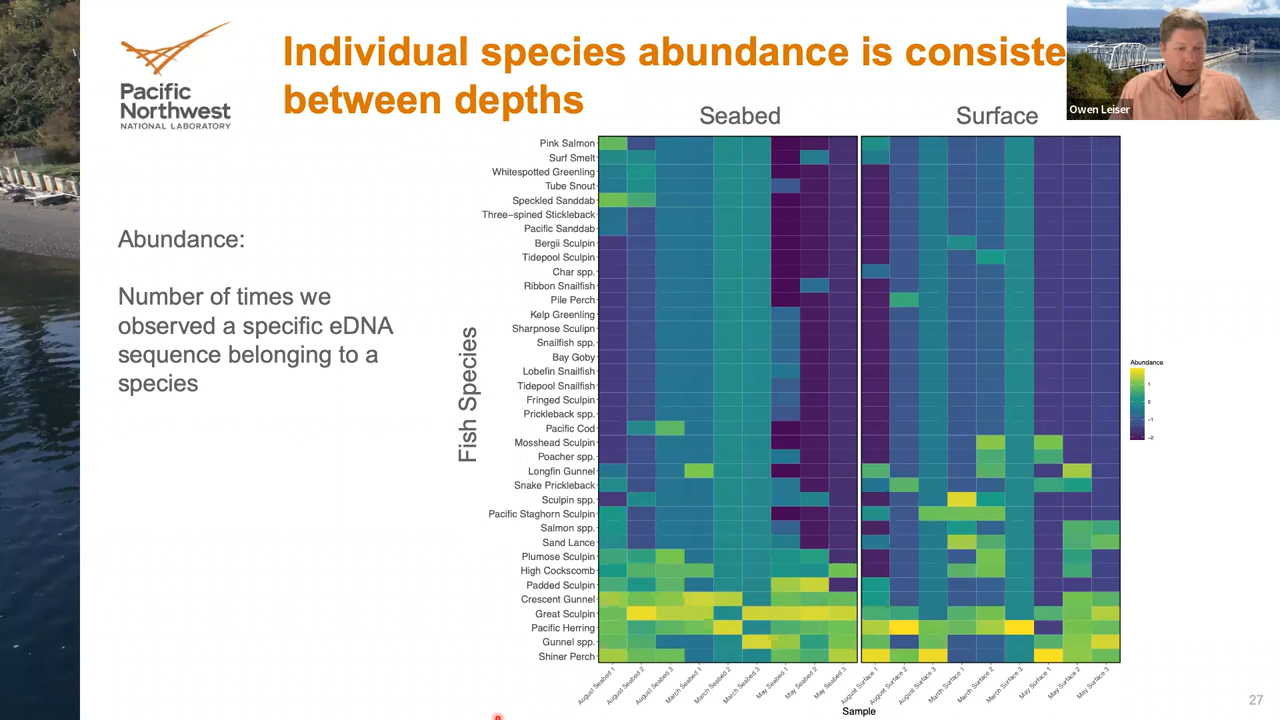 Pacific
Northwest
NATIONAL LABORATORY
Individual species abundance is consiste
between depths
Owen Leiser
Seabed
Surface
Abundance:
Number of times we
observed a specific eDNA
sequence belonging to a
species
Fish Species
Pink Salmon
Surf Smelt
Whitespotted Greenling
Tube Snout
Speckled Sanddab
Three-spined Stickleback
Pacific Sanddab
Bergii Sculpin
Tidepool Sculpin
Char spp.
Ribbon Snailfish
Pile Perch
Kelp Greenling
Sharpnose Sculipn
Snailfish spp.
Bay Goby
Lobefin Snailfish
Tidepool Snailfish
Fringed Sculpin
Prickleback spp.
Pacific Cod
Mosshead Sculpin
Poacher spp.
Longfin Gunnel
Snake Prickleback
Sculpin spp.
Pacific Staghorn Sculpin
Salmon spp.
Sand Lance
Plumose Sculpin
High Cockscomb
Padded Sculpin
Crescent Gunnel
Great Sculpin
Pacific Herring
Gunnel spp.
Shiner Perch
August Seabed 1
August Seabed 2
August Seabed 3
March Seabed 1
March Seabed 2
March Seabed 3
May Seabed 1
May Seabed 2
May Seabed 3
August Surface 1
August Surface 2
August Surface 3
March Surface 1
March Surface 2
March Surface 3
May Surface 1
May Surface 2
May Surface 3
Sample
Abundance
1
0
-1
-2
27